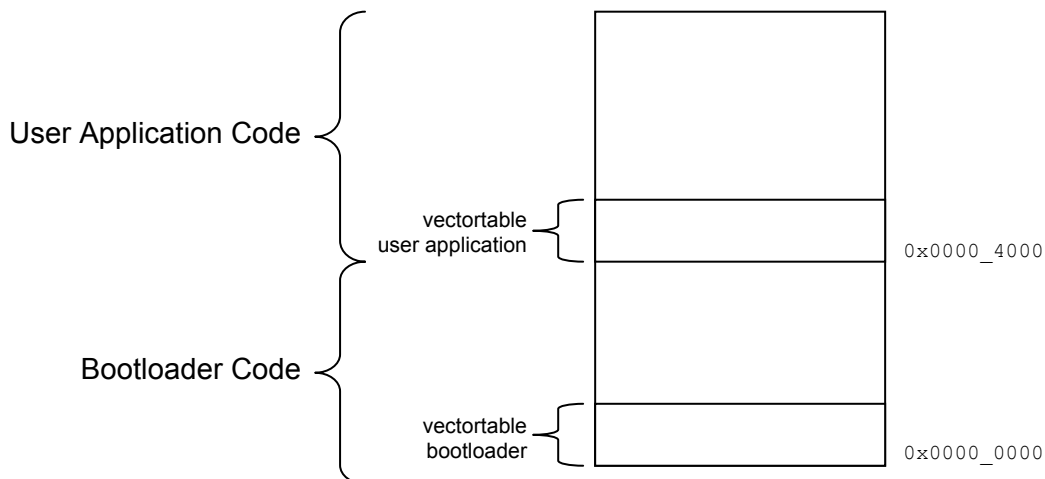 User Application Code
vectortable
user application
0x0000_4000
Bootloader Code
vectortable
bootloader
0x0000_0000